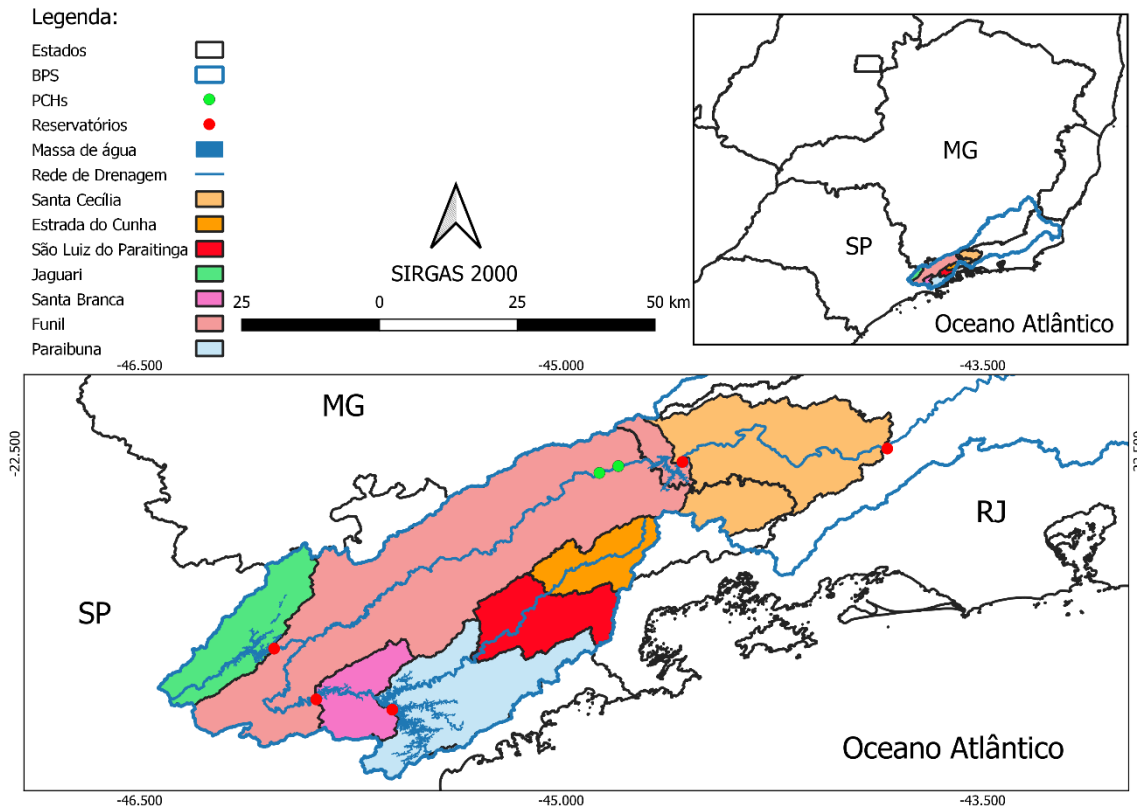 Legenda:
Estados
BPS
PCHs
Reservatórios
Massa de água
Rede de Drenagem
Santa Cecília
Estrada do Cunha
São Luiz do Paraitinga
Jaguari
Santa Branca
Funil
Paraibuna
SIRGAS 2000
25 0 25 50 km
MG
SP
Oceano Atlântico
-46.500 -45.000 -43.500
-22.500
MG
RJ
SP
Oceano Atlântico
-46.500 -45.000 -43.500